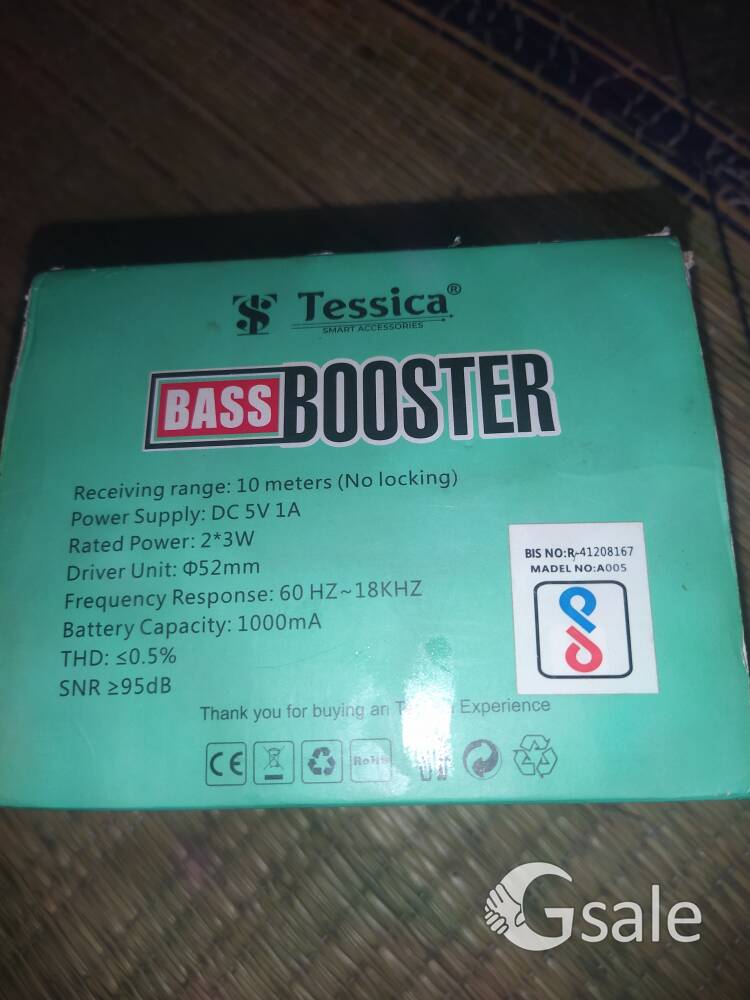 Tessica®
SMART ACCESSORIES
BASS BOOSTER
Receiving range: 10 meters (No locking)
Power Supply: DC 5V 1A
Rated Power: 2*3W
Driver Unit: Φ52mm
Frequency Response: 60 HZ~18KHZ
Battery Capacity: 1000mA
THD: ≤0.5%
SNR ≥95dB
BIS NO:R-41208167
MADEL NO:A005
Thank you for buying an Experience
CE
RoHS
Gsale